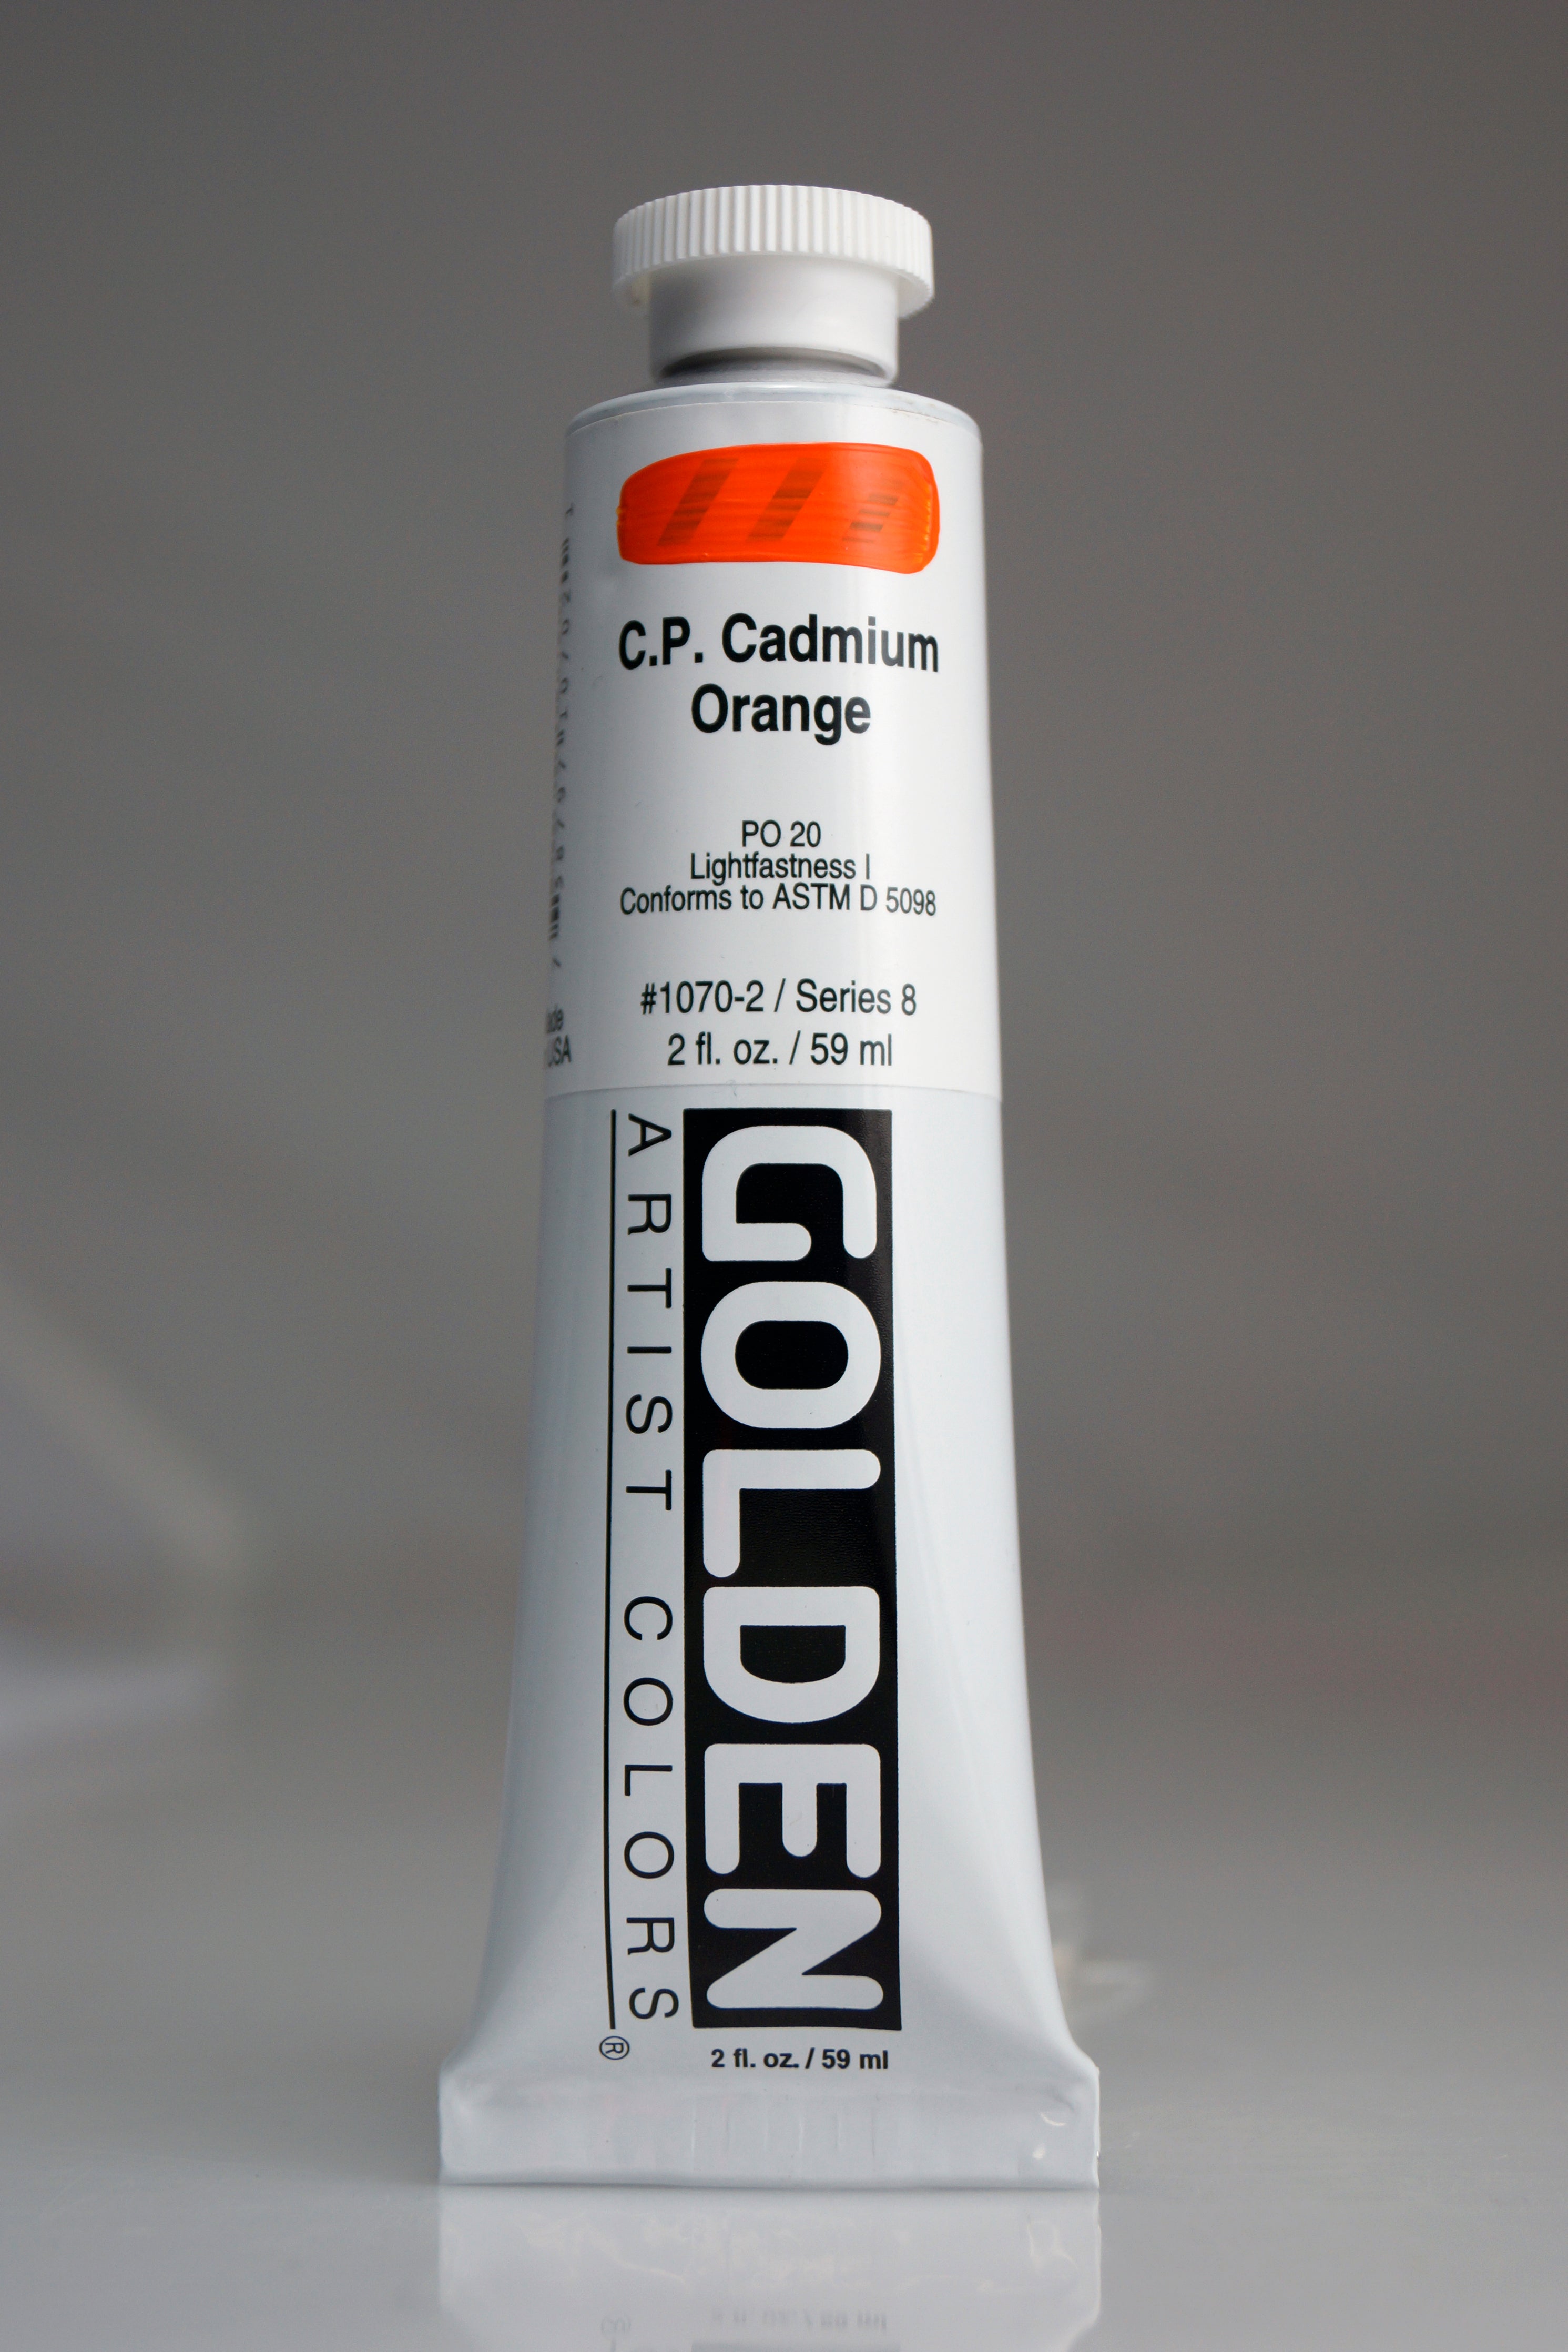 C.P. Cadmium
Orange
PO 20
Lightfastness I
Conforms to ASTM D 5098
#1070-2 / Series 8
2 fl. oz. / 59 ml
USA
GOLDEN
ARTIST COLORS
®
2 fl. oz. / 59 ml